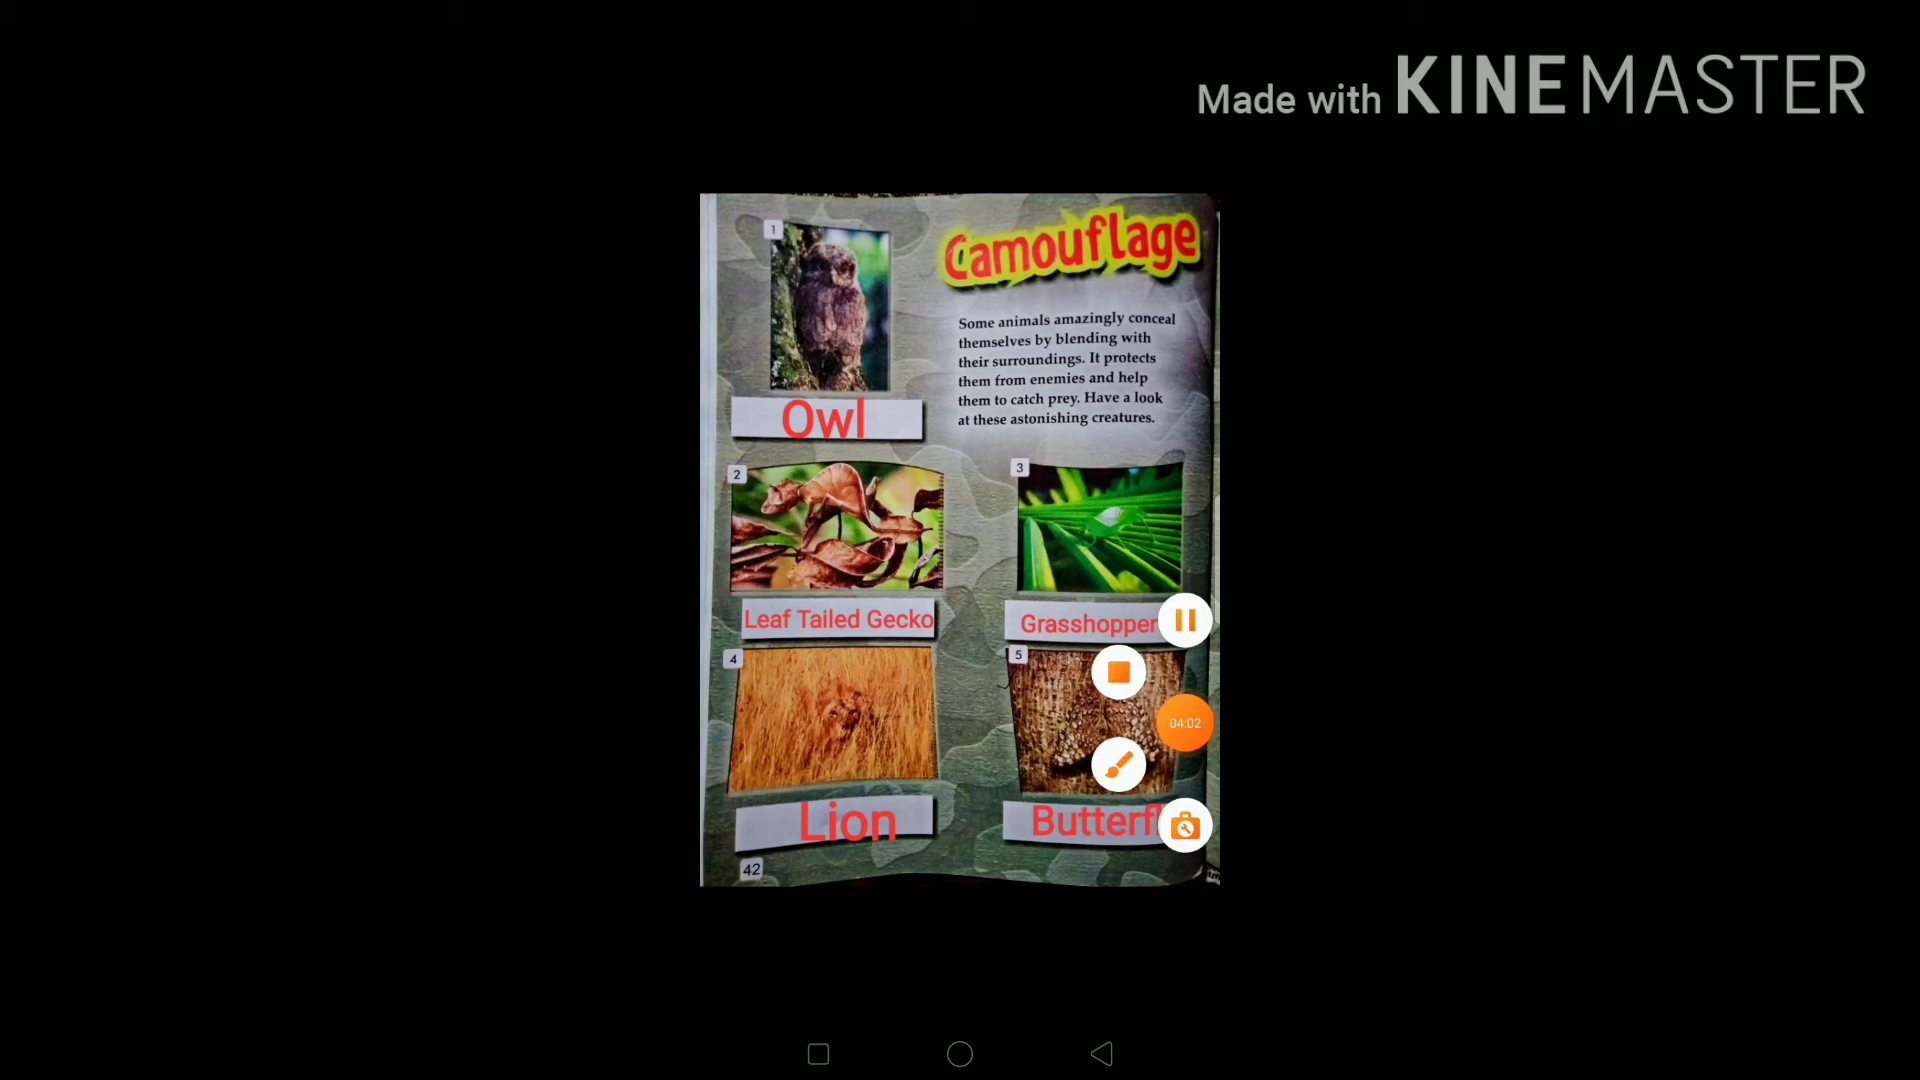 Made with KINEMASTER
1
Camouflage
Some animals amazingly conceal
themselves by blending with
their surroundings. It protects
them from enemies and help
them to catch prey. Have a look
at these astonishing creatures.
Owl
2
3
Leaf Tailed Gecko
Grasshopper
4
5
04:02
Lion
Butterf
42